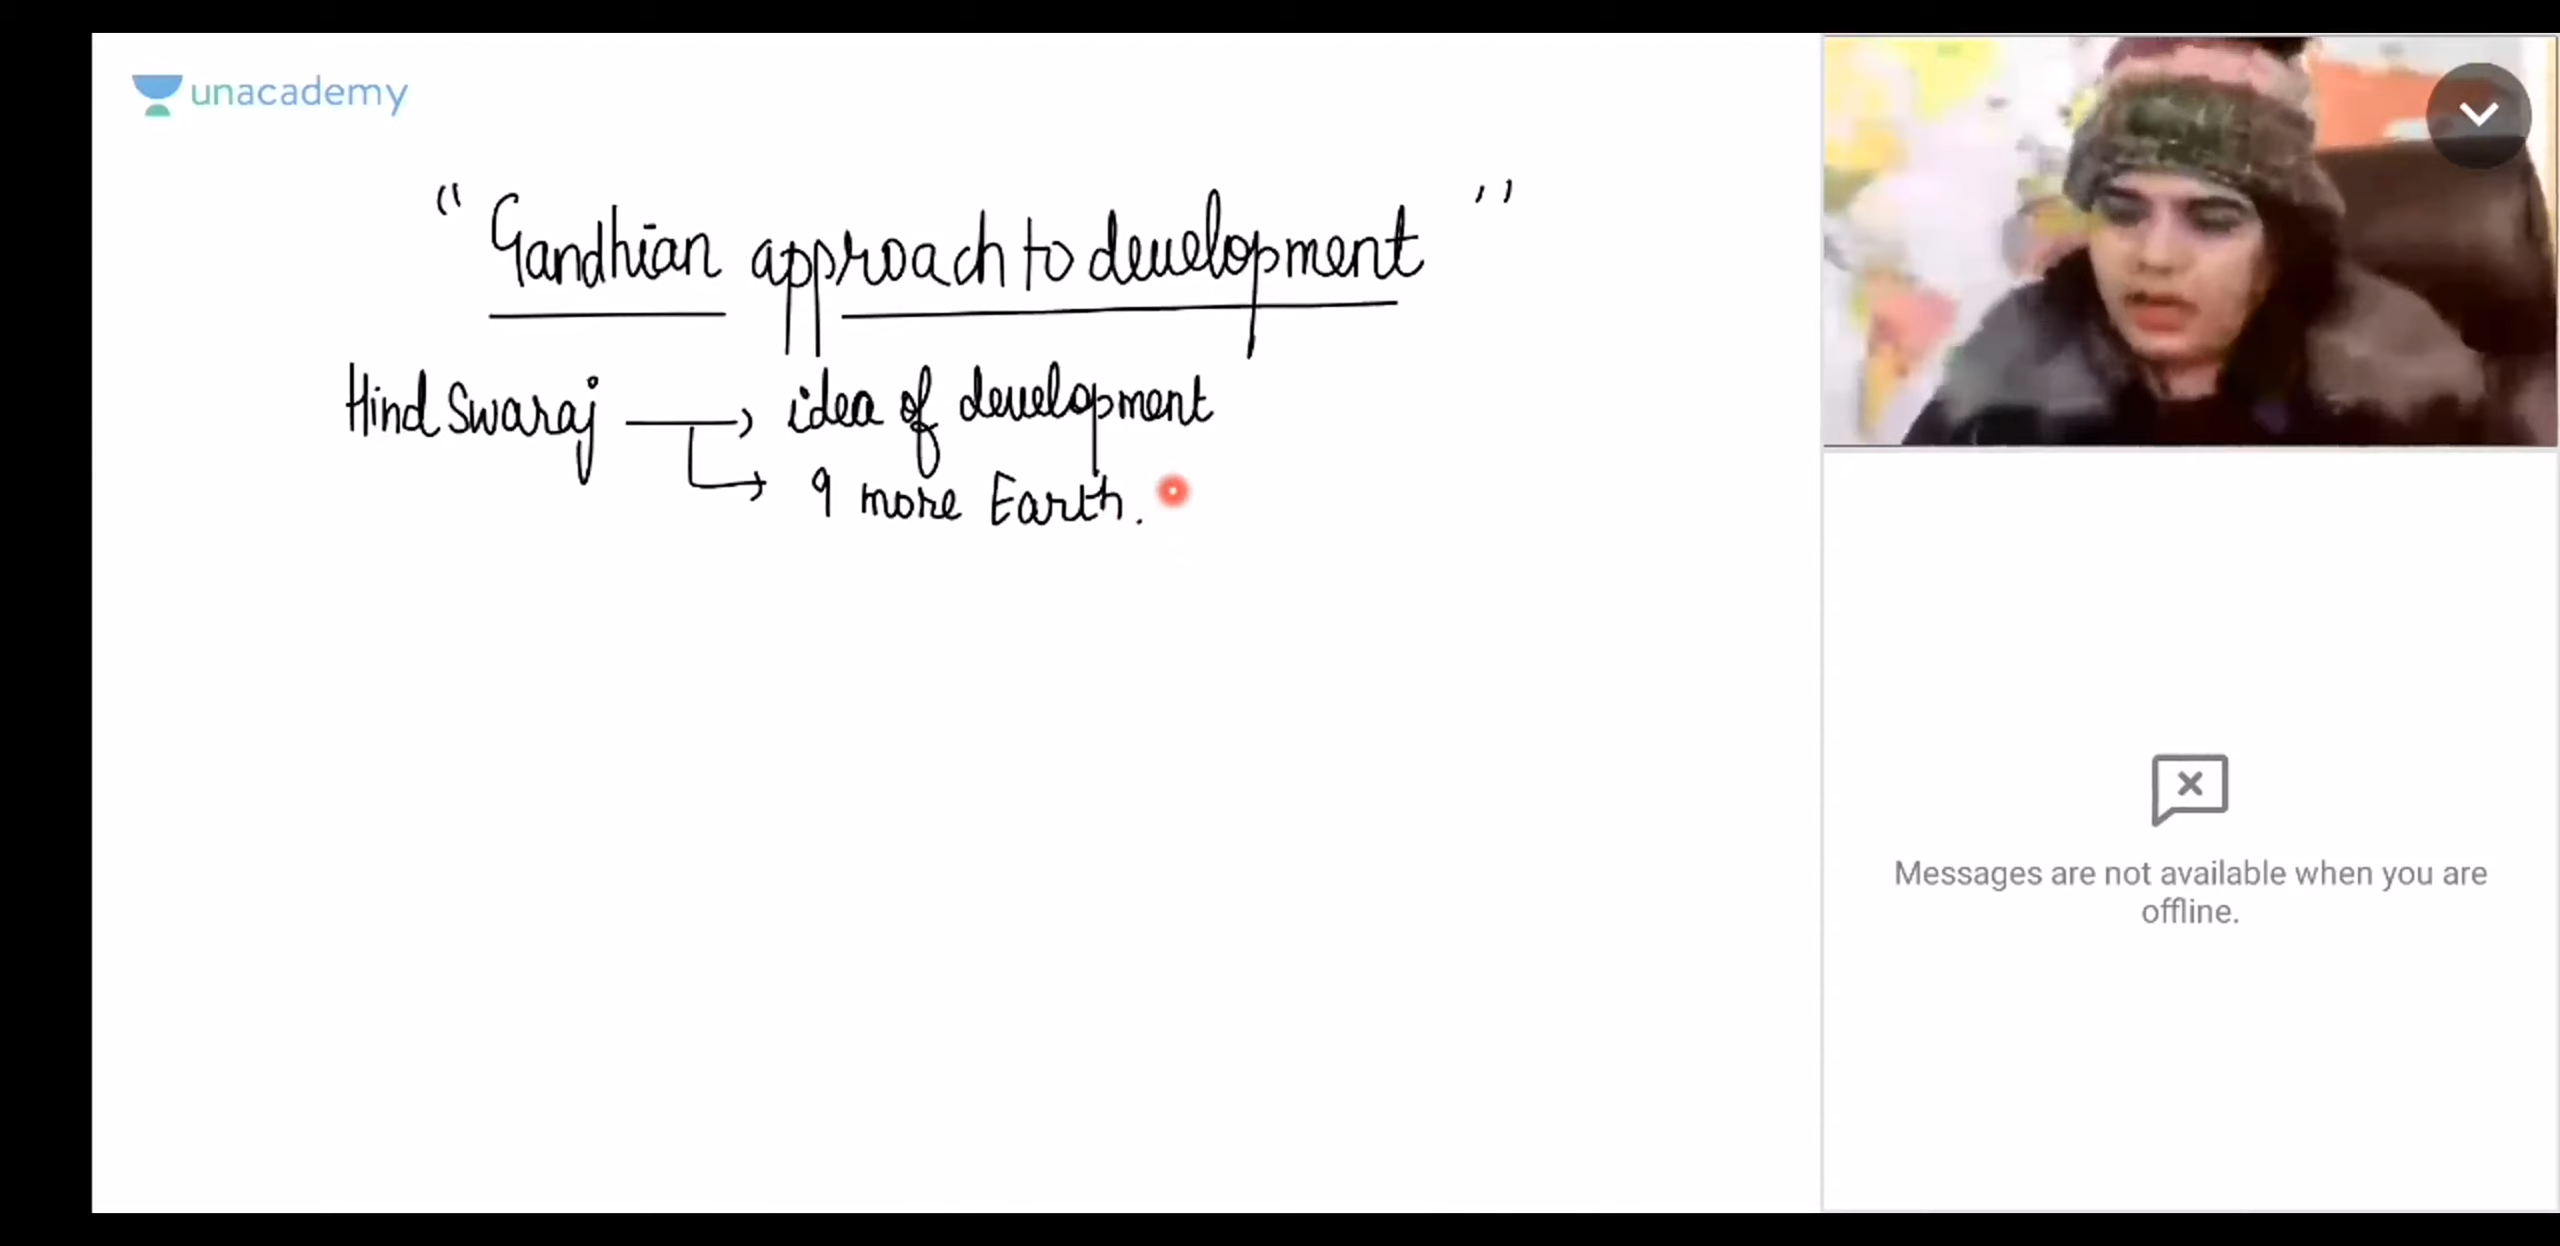 unacademy
" Gandhian approach to development "
Hind Swaraj → idea of development
→ 9 more Earth.
Messages are not available when you are
offline.